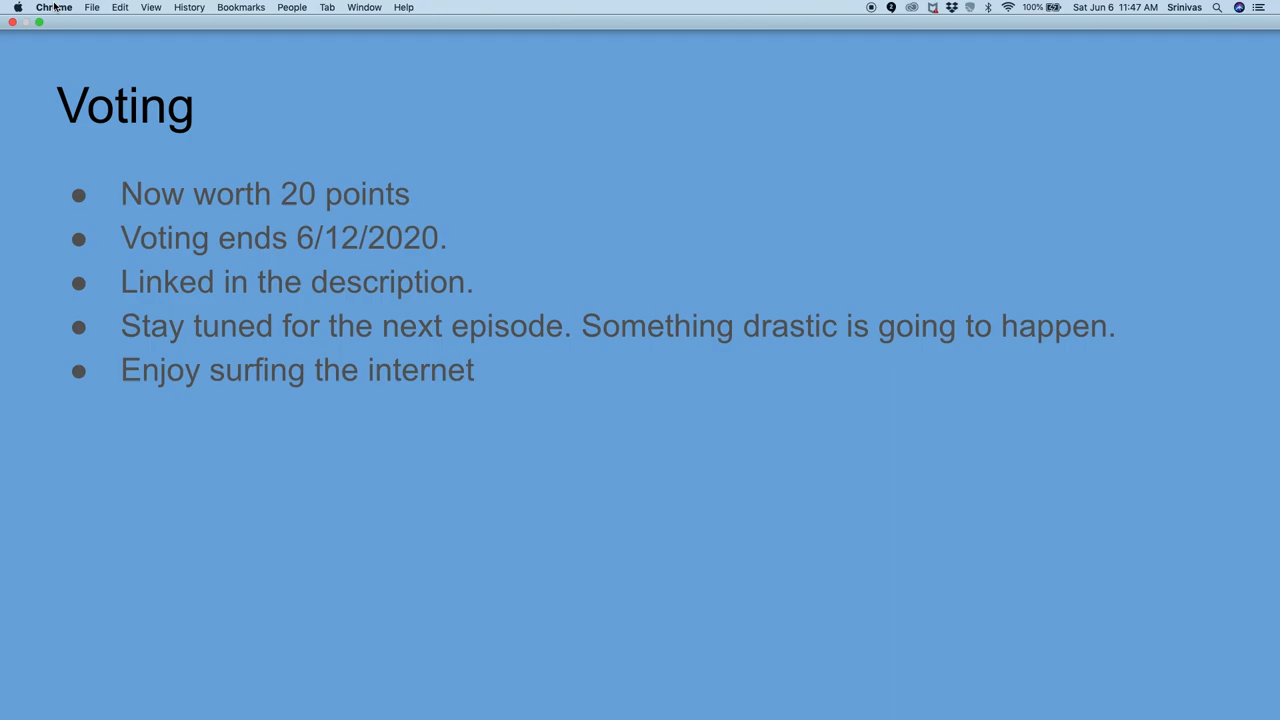 Chrome File Edit View History Bookmarks People Tab Window Help 100% Sat Jun 6 11:47 AM Srinivas
Voting
● Now worth 20 points
● Voting ends 6/12/2020.
● Linked in the description.
● Stay tuned for the next episode. Something drastic is going to happen.
● Enjoy surfing the internet